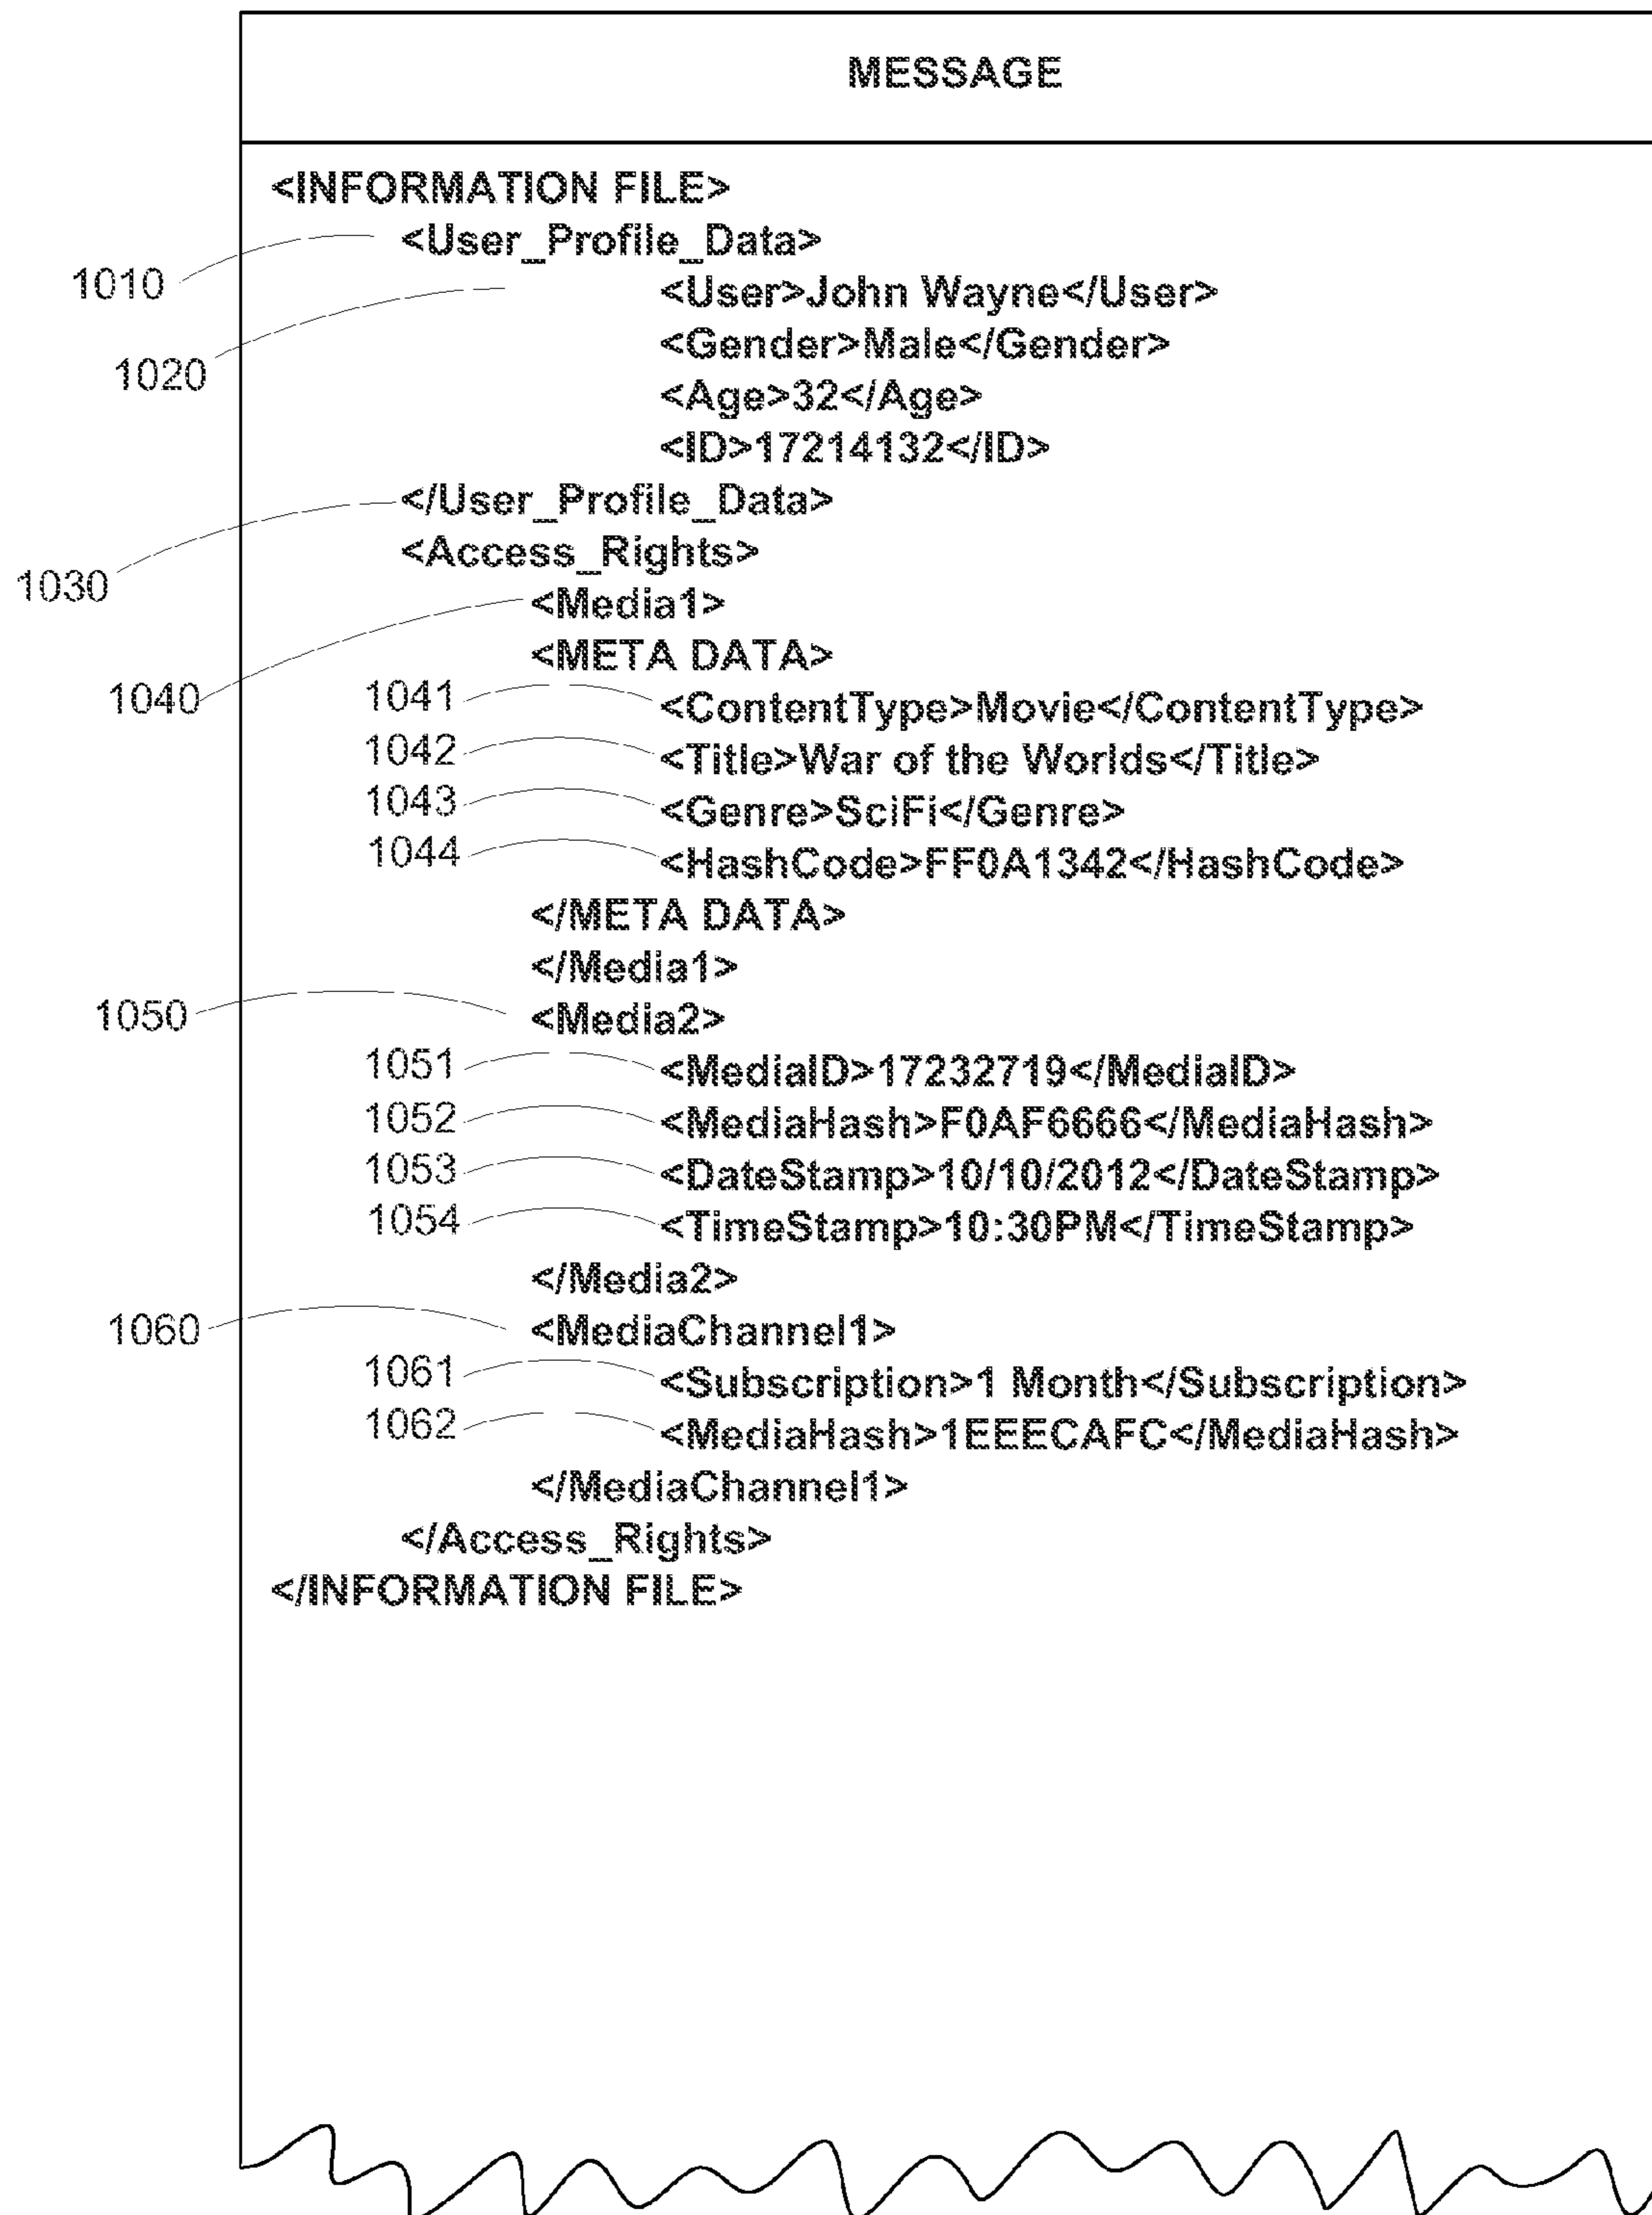 MESSAGE
<INFORMATION FILE>
1010 <User_Profile_Data>
1020 <User>John Wayne</User>
<Gender>Male</Gender>
<Age>32</Age>
<ID>17214132</ID>
1030 </User_Profile_Data>
<Access_Rights>
1040 <Media1>
<META DATA>
1041 <ContentType>Movie</ContentType>
1042 <Title>War of the Worlds</Title>
1043 <Genre>SciFi</Genre>
1044 <HashCode>FF0A1342</HashCode>
</META DATA>
</Media1>
1050 <Media2>
1051 <MediaID>17232719</MediaID>
1052 <MediaHash>F0AF6666</MediaHash>
1053 <DateStamp>10/10/2012</DateStamp>
1054 <TimeStamp>10:30PM</TimeStamp>
</Media2>
1060 <MediaChannel1>
1061 <Subscription>1 Month</Subscription>
1062 <MediaHash>1EEECAFC</MediaHash>
</MediaChannel1>
</Access_Rights>
</INFORMATION FILE>